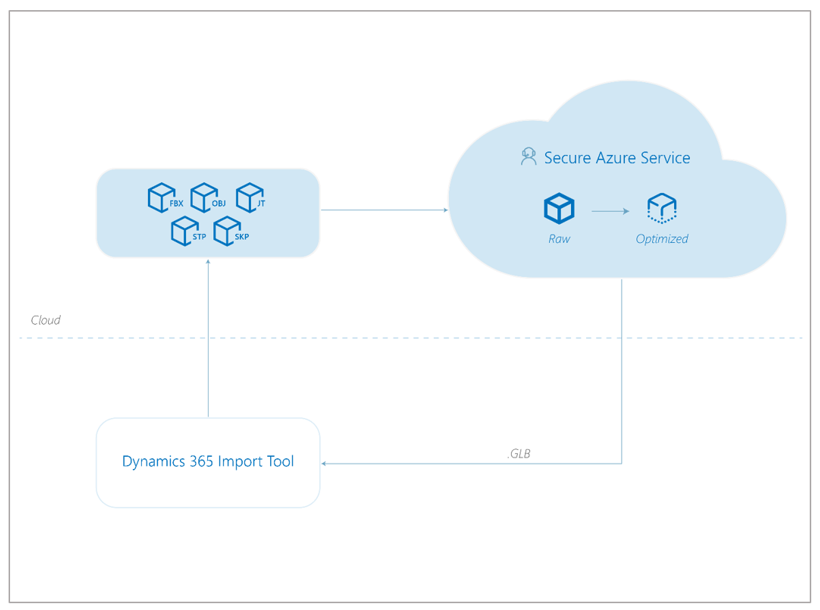 Secure Azure Service
FBX OBJ JT
STP SKP
Raw Optimized
Cloud
Dynamics 365 Import Tool
.GLB